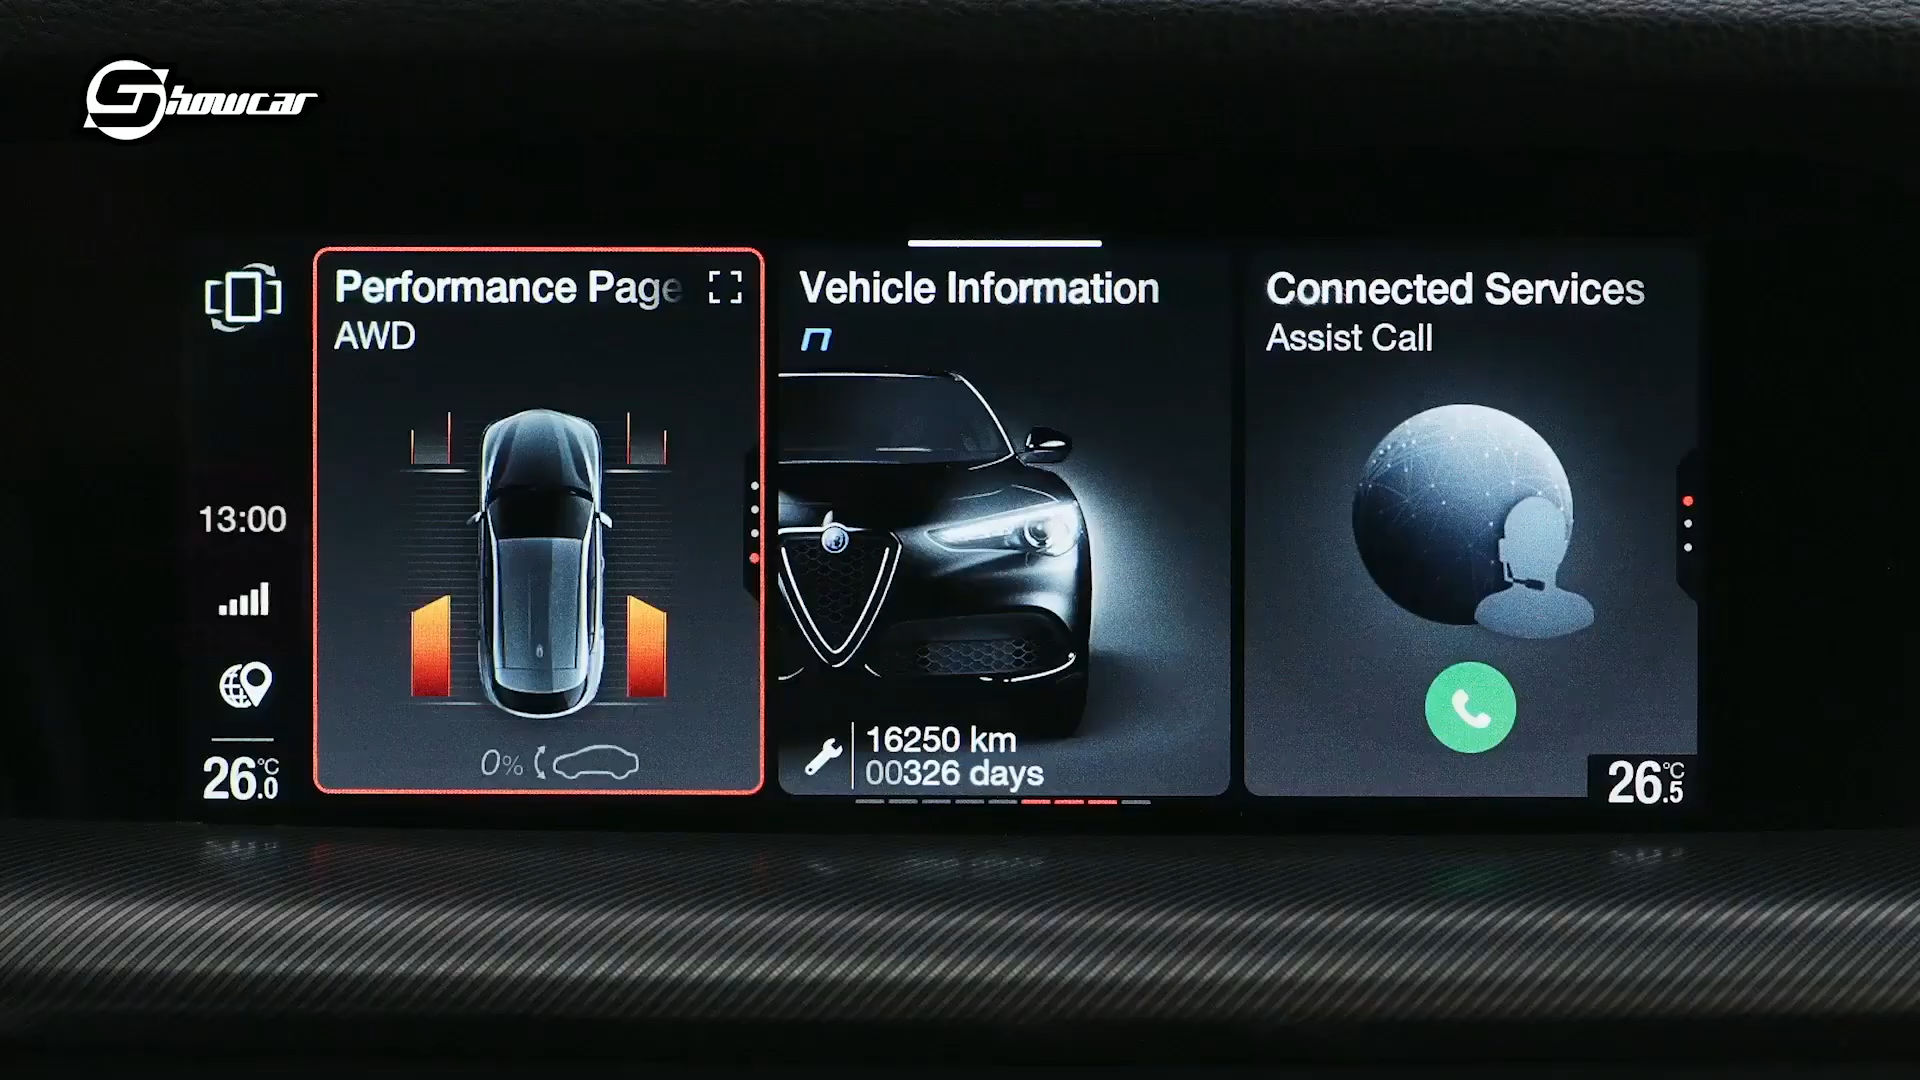 Showcar
Performance Page
AWD
Vehicle Information
n
Connected Services
Assist Call
13:00
0%
16250 km
00326 days
26.0 °C
26.5 °C